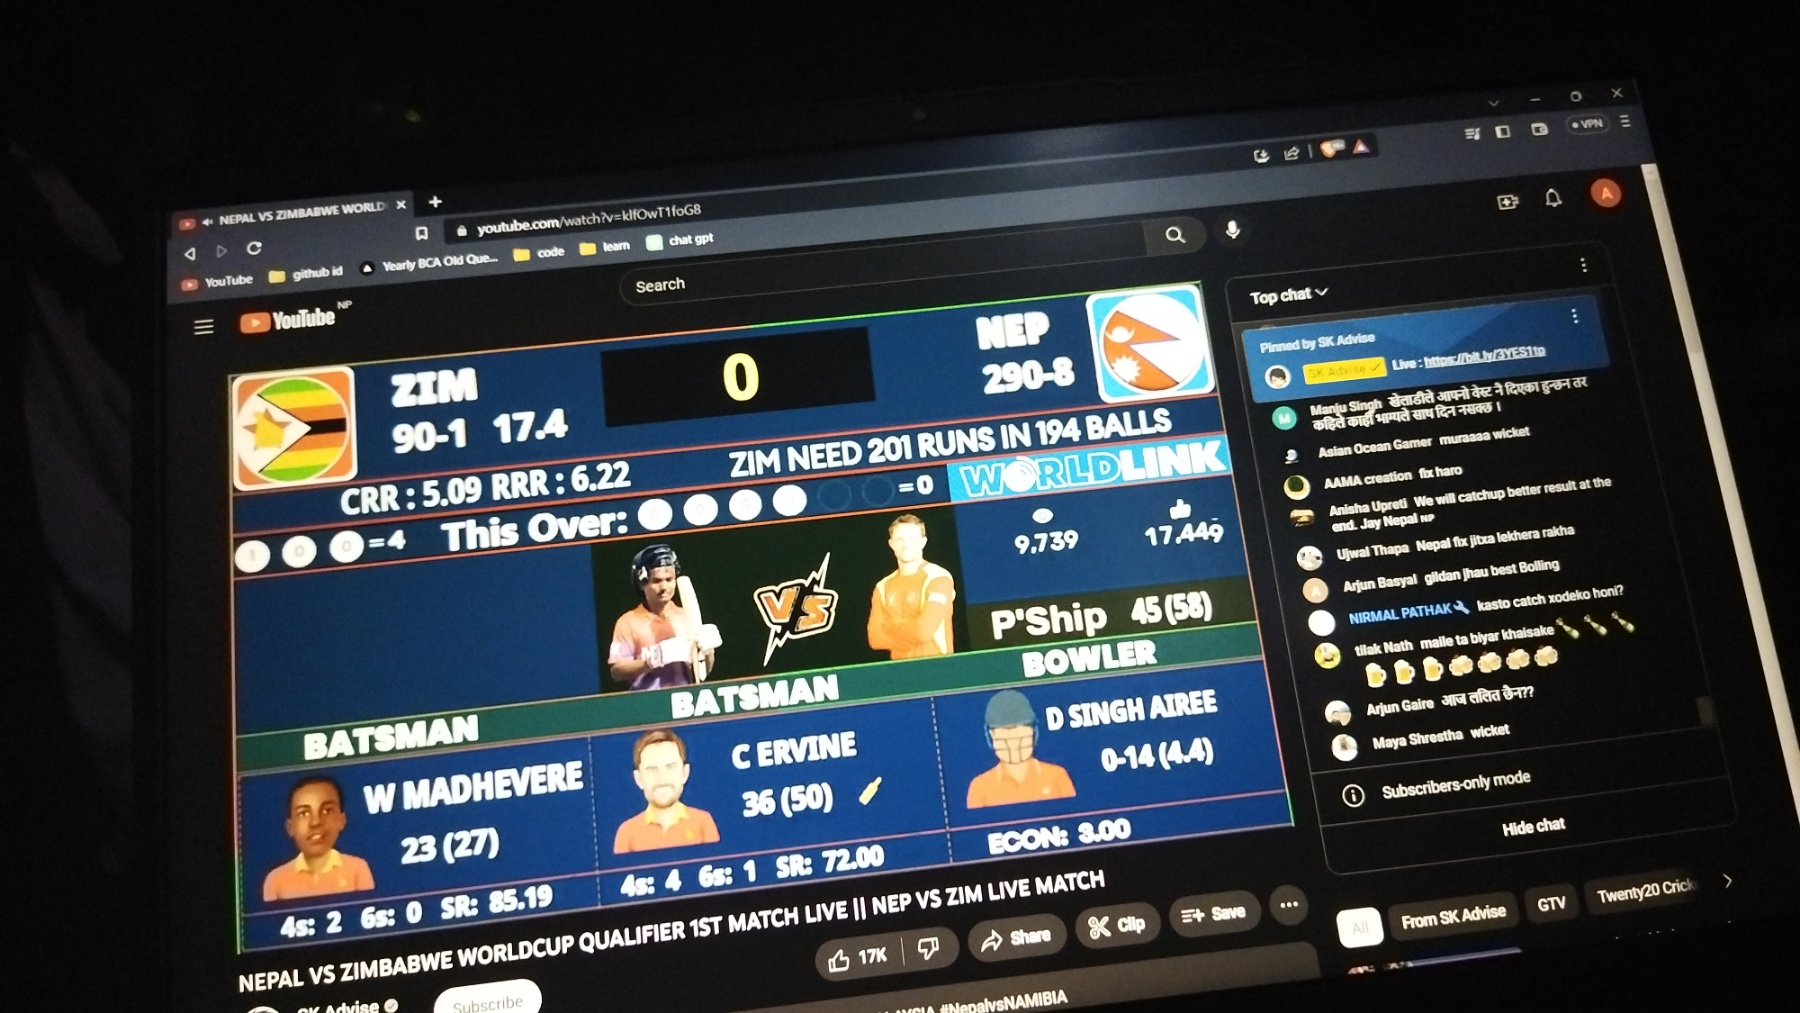 NEPAL VS ZIMBABWE WORLD
youtube.com/watch?v=klfOwT1foG8
VPN
YouTube
github id
Yearly BCA Old Que...
code
learn
chat gpt
YouTube NP
Search
A
ZIM
90-1 17.4
0
NEP
290-8
CRR : 5.09 RRR : 6.22
ZIM NEED 201 RUNS IN 194 BALLS
1 0 0 =4
This Over: 0 0 0 0 =0
WORLDLINK
9,739
17,449
VS
P'Ship 45(58)
BATSMAN
BATSMAN
BOWLER
W MADHEVERE
23 (27)
4s: 2 6s: 0 SR: 85.19
C ERVINE
36 (50)
4s: 4 6s: 1 SR: 72.00
D SINGH AIREE
0-14 (4.4)
ECON: 3.00
NEPAL VS ZIMBABWE WORLDCUP QUALIFIER 1ST MATCH LIVE || NEP VS ZIM LIVE MATCH
SK Advise
Subscribe
17K
Share
Clip
Save
#NepalvsNAMIBIA
Top chat
Pinned by SK Advise
SK Advise Live : https://bit.ly/3YES1tp
M
Manju Singh खेलाडीले आफ्नो वेस्ट नै दिएका हुन्छन तर
कहिले काहीँ भाग्यले साथ दिन नसक्छ ।
Asian Ocean Gamer muraaaa wicket
AAMA creation fix haro
Anisha Upreti We will catchup better result at the
end. Jay Nepal NP
Ujwal Thapa Nepal fix jitxa lekhera rakha
A
Arjun Basyal gildan jhau best Bolling
NIRMAL PATHAK kasto catch xodeko honi?
tilak Nath maile ta biyar khaisake
Arjun Gaire आज ललित छैन??
Maya Shrestha wicket
Subscribers-only mode
Hide chat
All
From SK Advise
GTV
Twenty20 Crick